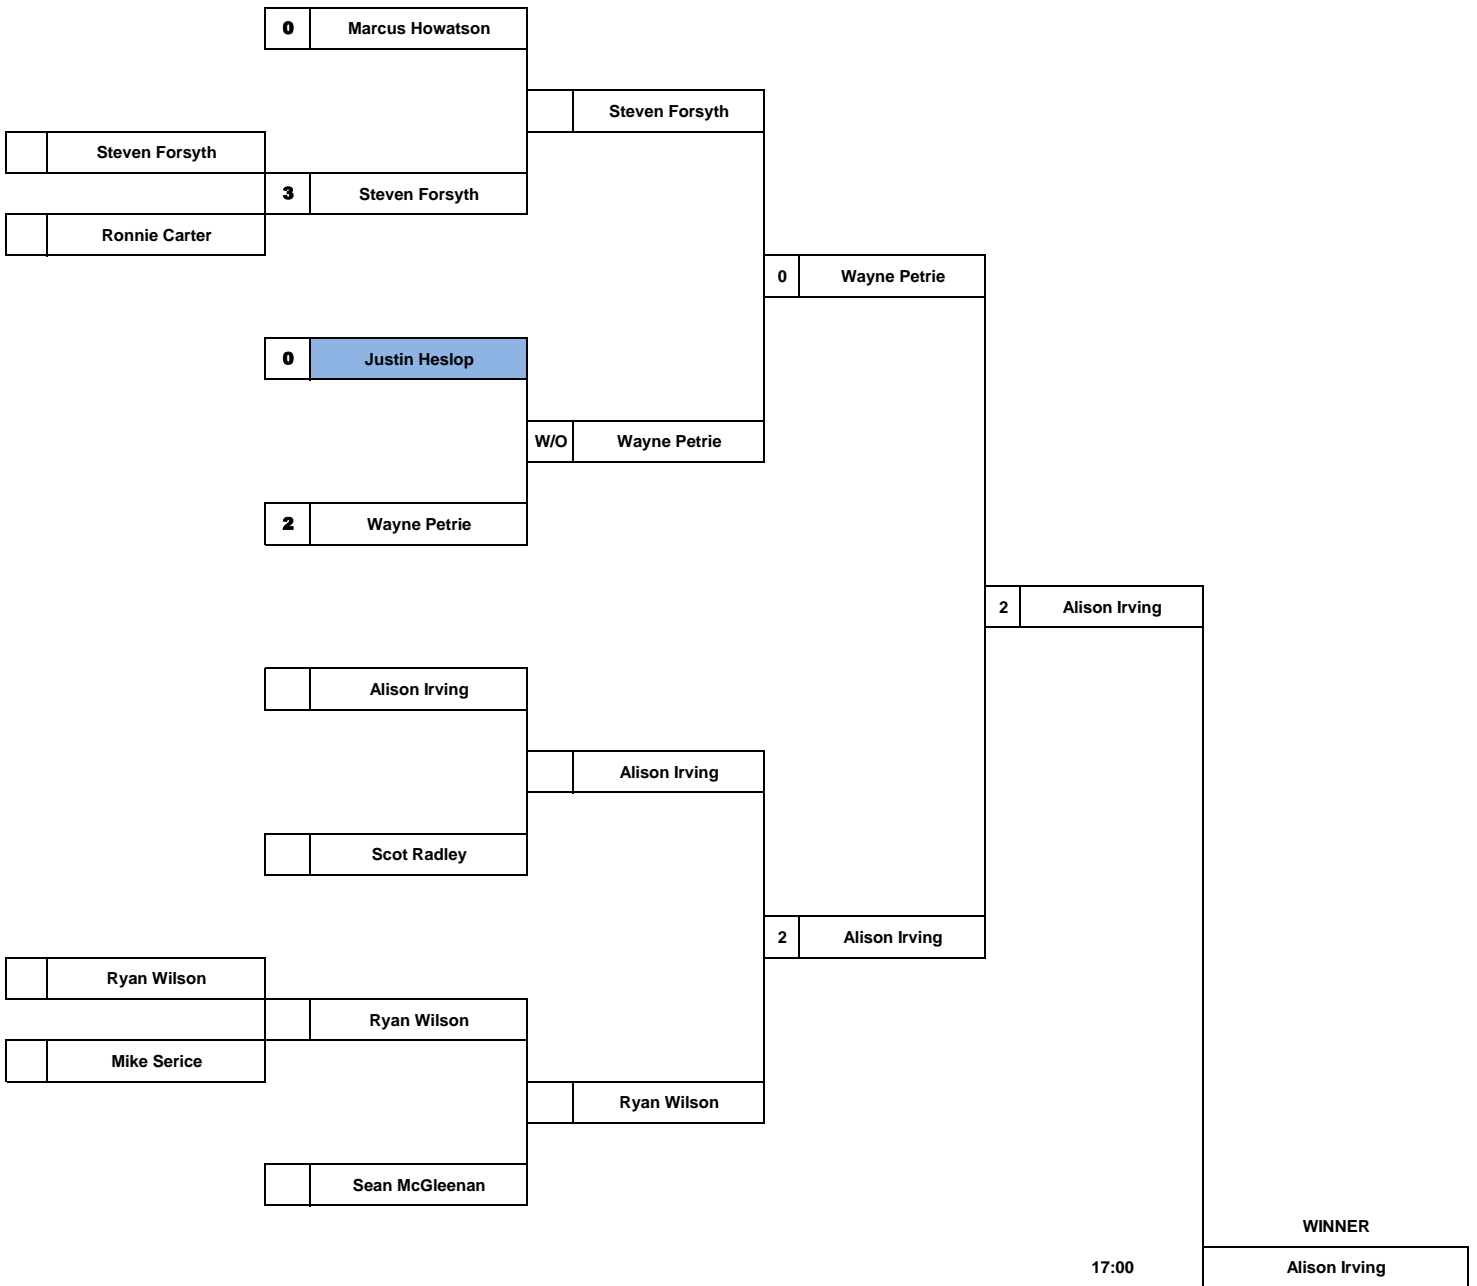 0 Marcus Howatson
Steven Forsyth
Steven Forsyth
3 Steven Forsyth
Ronnie Carter
0 Wayne Petrie
0 Justin Heslop
W/O Wayne Petrie
2 Wayne Petrie
2 Alison Irving
Alison Irving
Alison Irving
Scot Radley
2 Alison Irving
Ryan Wilson
Ryan Wilson
Mike Serice
Ryan Wilson
Sean McGleenan
WINNER
17:00 Alison Irving